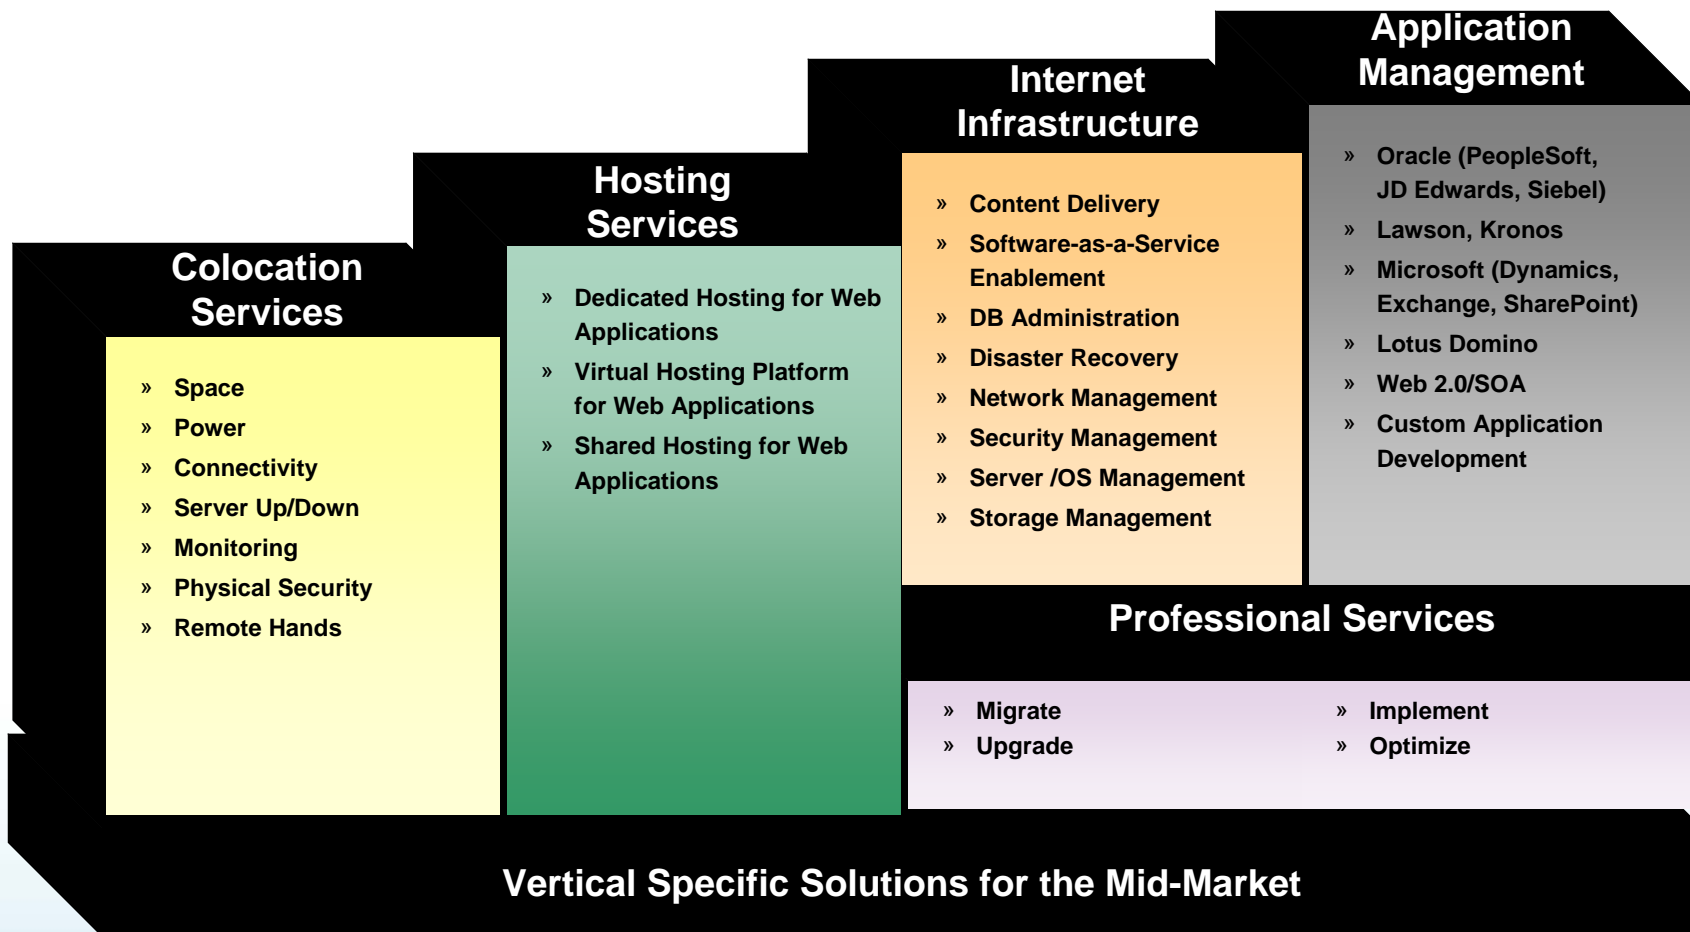 Application
Management
Internet
Infrastructure
Hosting
Services
Colocation
Services
» Space
» Power
» Connectivity
» Server Up/Down
» Monitoring
» Physical Security
» Remote Hands
» Dedicated Hosting for Web
Applications
» Virtual Hosting Platform
for Web Applications
» Shared Hosting for Web
Applications
» Content Delivery
» Software-as-a-Service
Enablement
» DB Administration
» Disaster Recovery
» Network Management
» Security Management
» Server /OS Management
» Storage Management
» Oracle (PeopleSoft,
JD Edwards, Siebel)
» Lawson, Kronos
» Microsoft (Dynamics,
Exchange, SharePoint)
» Lotus Domino
» Web 2.0/SOA
» Custom Application
Development
Professional Services
» Migrate
» Upgrade
» Implement
» Optimize
Vertical Specific Solutions for the Mid-Market